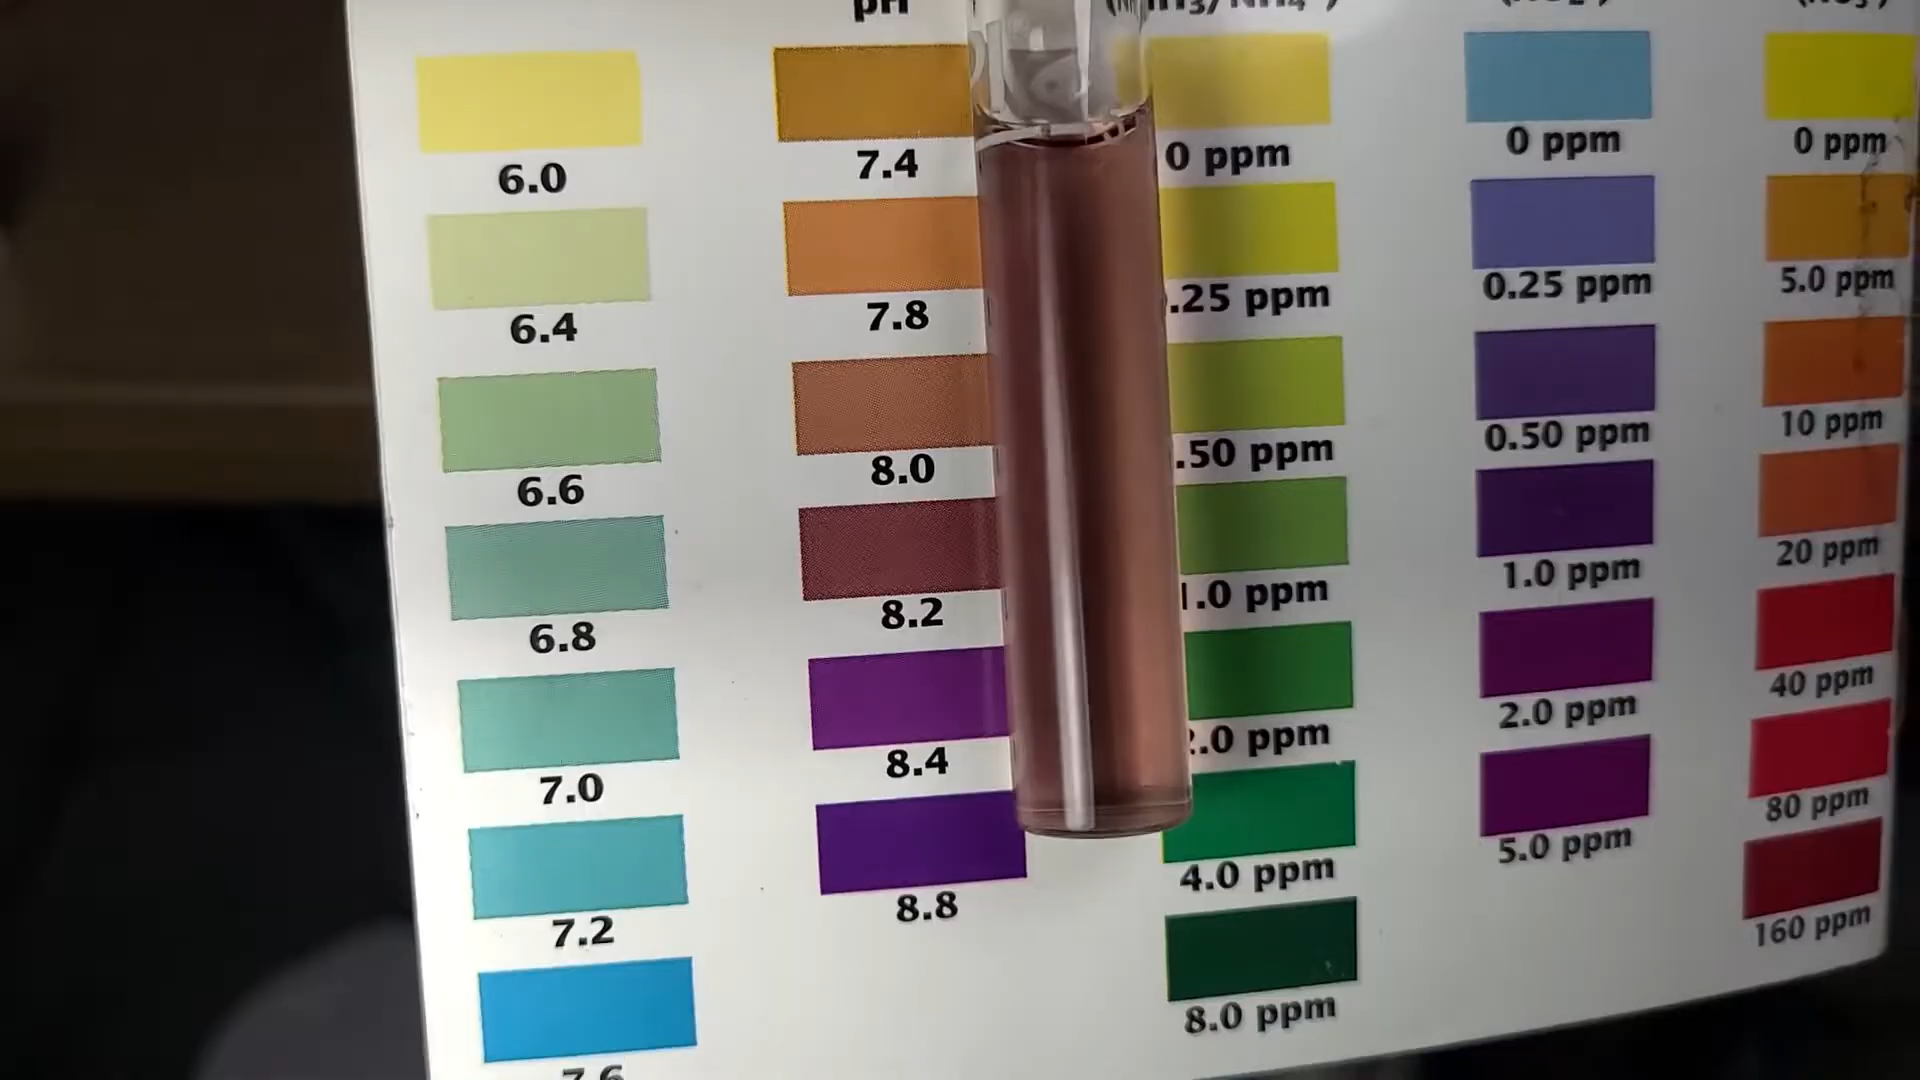 pH
6.0
6.4
6.6
6.8
7.0
7.2
7.6
7.4
7.8
8.0
8.2
8.4
8.8
0 ppm
.25 ppm
.50 ppm
1.0 ppm
2.0 ppm
4.0 ppm
8.0 ppm
0 ppm
0.25 ppm
0.50 ppm
1.0 ppm
2.0 ppm
5.0 ppm
0 ppm
5.0 ppm
10 ppm
20 ppm
40 ppm
80 ppm
160 ppm